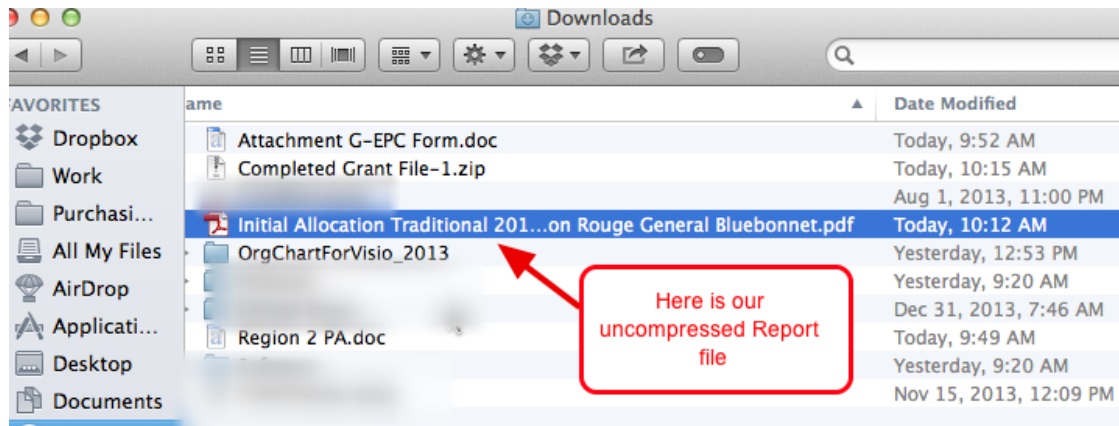 Downloads
FAVORITES
Dropbox
Work
Purchasi...
All My Files
AirDrop
Applicati...
Desktop
Documents
ame
Date Modified
Attachment G-EPC Form.doc
Today, 9:52 AM
Completed Grant File-1.zip
Today, 10:15 AM
Aug 1, 2013, 11:00 PM
Initial Allocation Traditional 201...on Rouge General Bluebonnet.pdf
Today, 10:12 AM
OrgChartForVisio_2013
Yesterday, 12:53 PM
Yesterday, 9:20 AM
Dec 31, 2013, 7:46 AM
Region 2 PA.doc
Today, 9:49 AM
Yesterday, 9:20 AM
Nov 15, 2013, 12:09 PM
Here is our
uncompressed Report
file